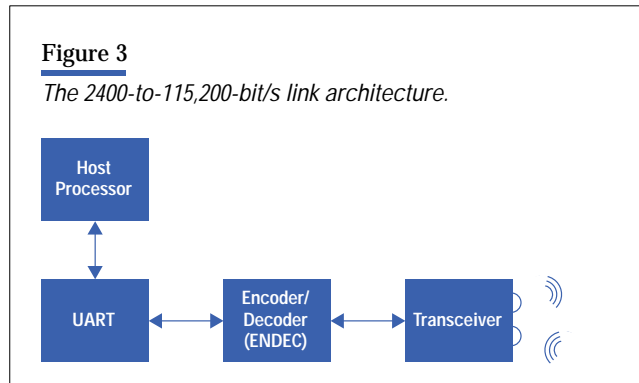 Figure 3
The 2400-to-115,200-bit/s link architecture.
Host
Processor
UART
Encoder/
Decoder
(ENDEC)
Transceiver